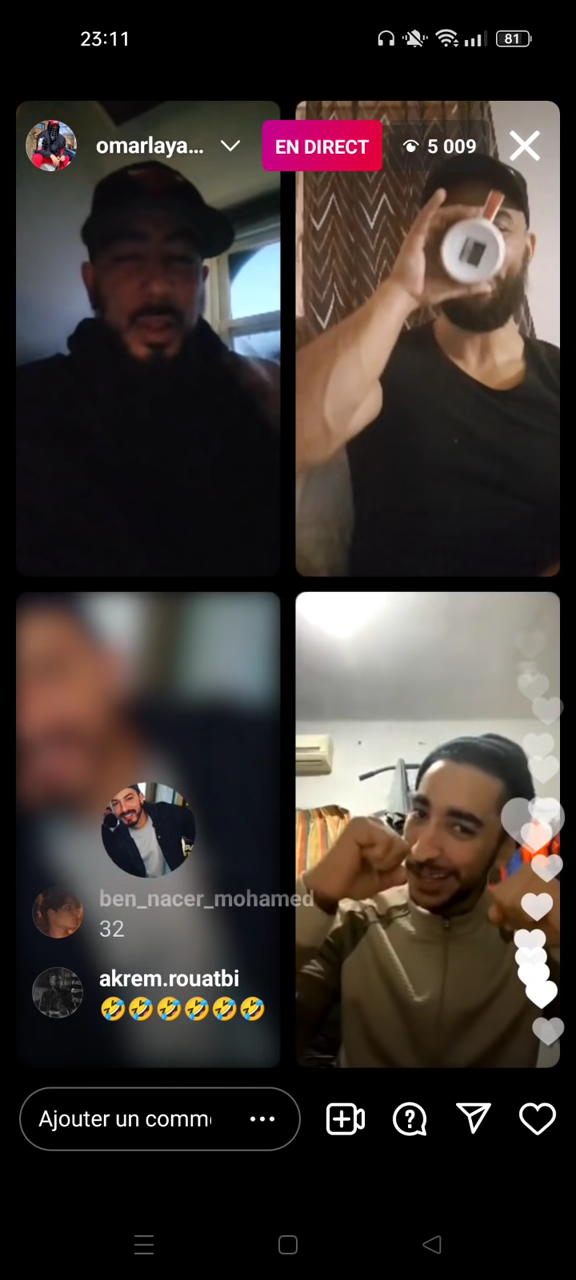 23:11
81
omarlaya...
EN DIRECT
5 009
ben_nacer_mohamed
32
akrem.rouatbi
🤣🤣🤣🤣🤣🤣
Ajouter un comm